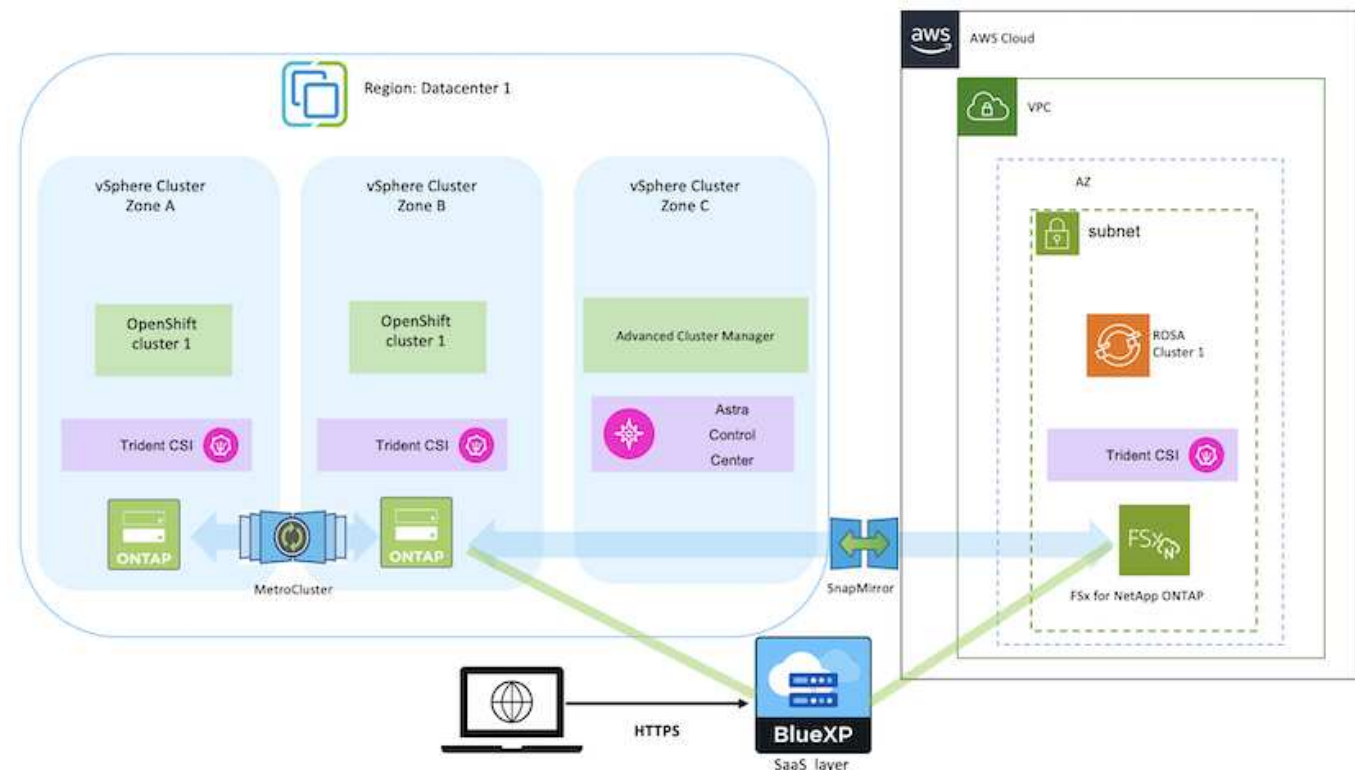 Region: Datacenter 1
aws
AWS Cloud
VPC
AZ
subnet
vSphere Cluster
Zone A
vSphere Cluster
Zone B
vSphere Cluster
Zone C
OpenShift
cluster 1
OpenShift
cluster 1
Advanced Cluster Manager
ROSA
Cluster 1
Trident CSI
Trident CSI
Astra
Control
Center
Trident CSI
ONTAP
MetroCluster
ONTAP
SnapMirror
FSx
N
FSx for NetApp ONTAP
HTTPS
BlueXP
SaaS layer